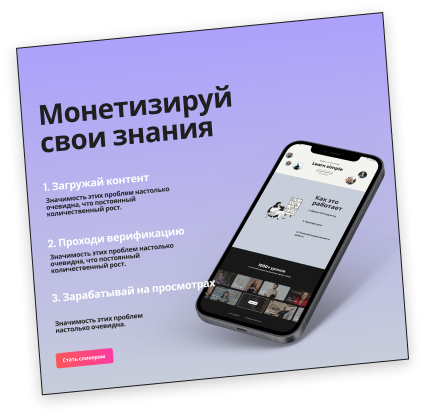 Монетизируй
свои знания
1. Загружай контент
Значимость этих проблем настолько
очевидна, что постоянный
количественный рост.
2. Проходи верификацию
Значимость этих проблем настолько
очевидна, что постоянный
количественный рост.
3. Зарабатывай на просмотрах
Значимость этих проблем
настолько очевидна.
Стать спикером
Learn simple
Как это
работает
1000+ уроков